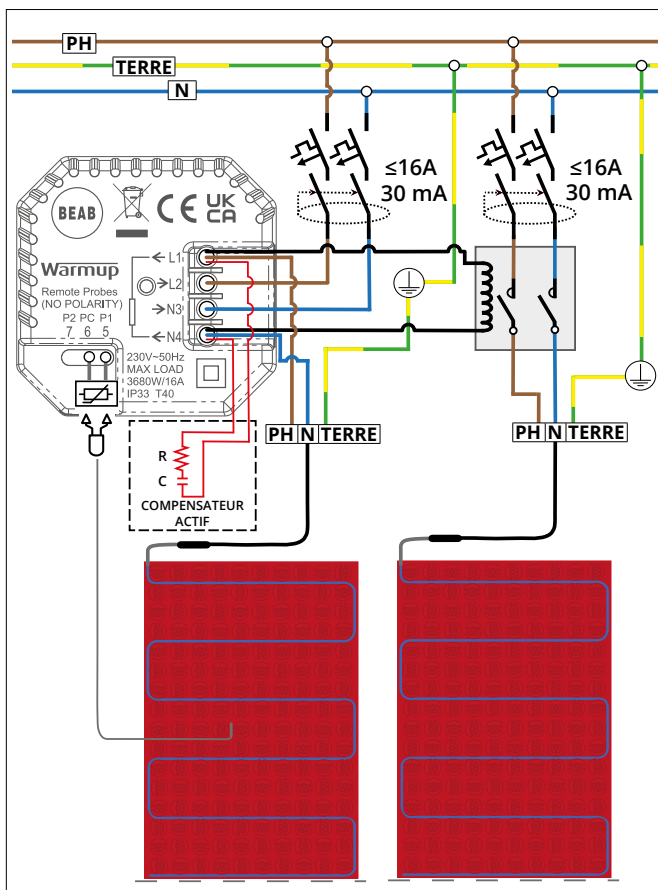 PH
TERRE
N
≤16A
30 mA
≤16A
30 mA
BEAB
CE UK CA
Warmup
Remote Probes
(NO POLARITY)
P2 PC P1
7 6 5
L1
L2
N3
N4
230V~50Hz
MAX LOAD
3680W/16A
IP33 T40
R
C
COMPENSATEUR
ACTIF
PH N TERRE
PH N TERRE